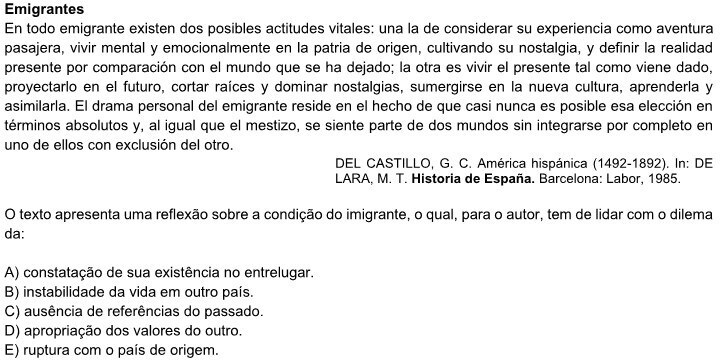 Emigrantes
En todo emigrante existen dos posibles actitudes vitales: una la de considerar su experiencia como aventura
pasajera, vivir mental y emocionalmente en la patria de origen, cultivando su nostalgia, y definir la realidad
presente por comparación con el mundo que se ha dejado; la otra es vivir el presente tal como viene dado,
proyectarlo en el futuro, cortar raíces y dominar nostalgias, sumergirse en la nueva cultura, aprenderla y
asimilarla. El drama personal del emigrante reside en el hecho de que casi nunca es posible esa elección en
términos absolutos y, al igual que el mestizo, se siente parte de dos mundos sin integrarse por completo en
uno de ellos con exclusión del otro.
DEL CASTILLO, G. C. América hispánica (1492-1892). In: DE
LARA, M. T. Historia de España. Barcelona: Labor, 1985.
O texto apresenta uma reflexão sobre a condição do imigrante, o qual, para o autor, tem de lidar com o dilema
da:
A) constatação de sua existência no entrelugar.
B) instabilidade da vida em outro país.
C) ausência de referências do passado.
D) apropriação dos valores do outro.
E) ruptura com o país de origem.